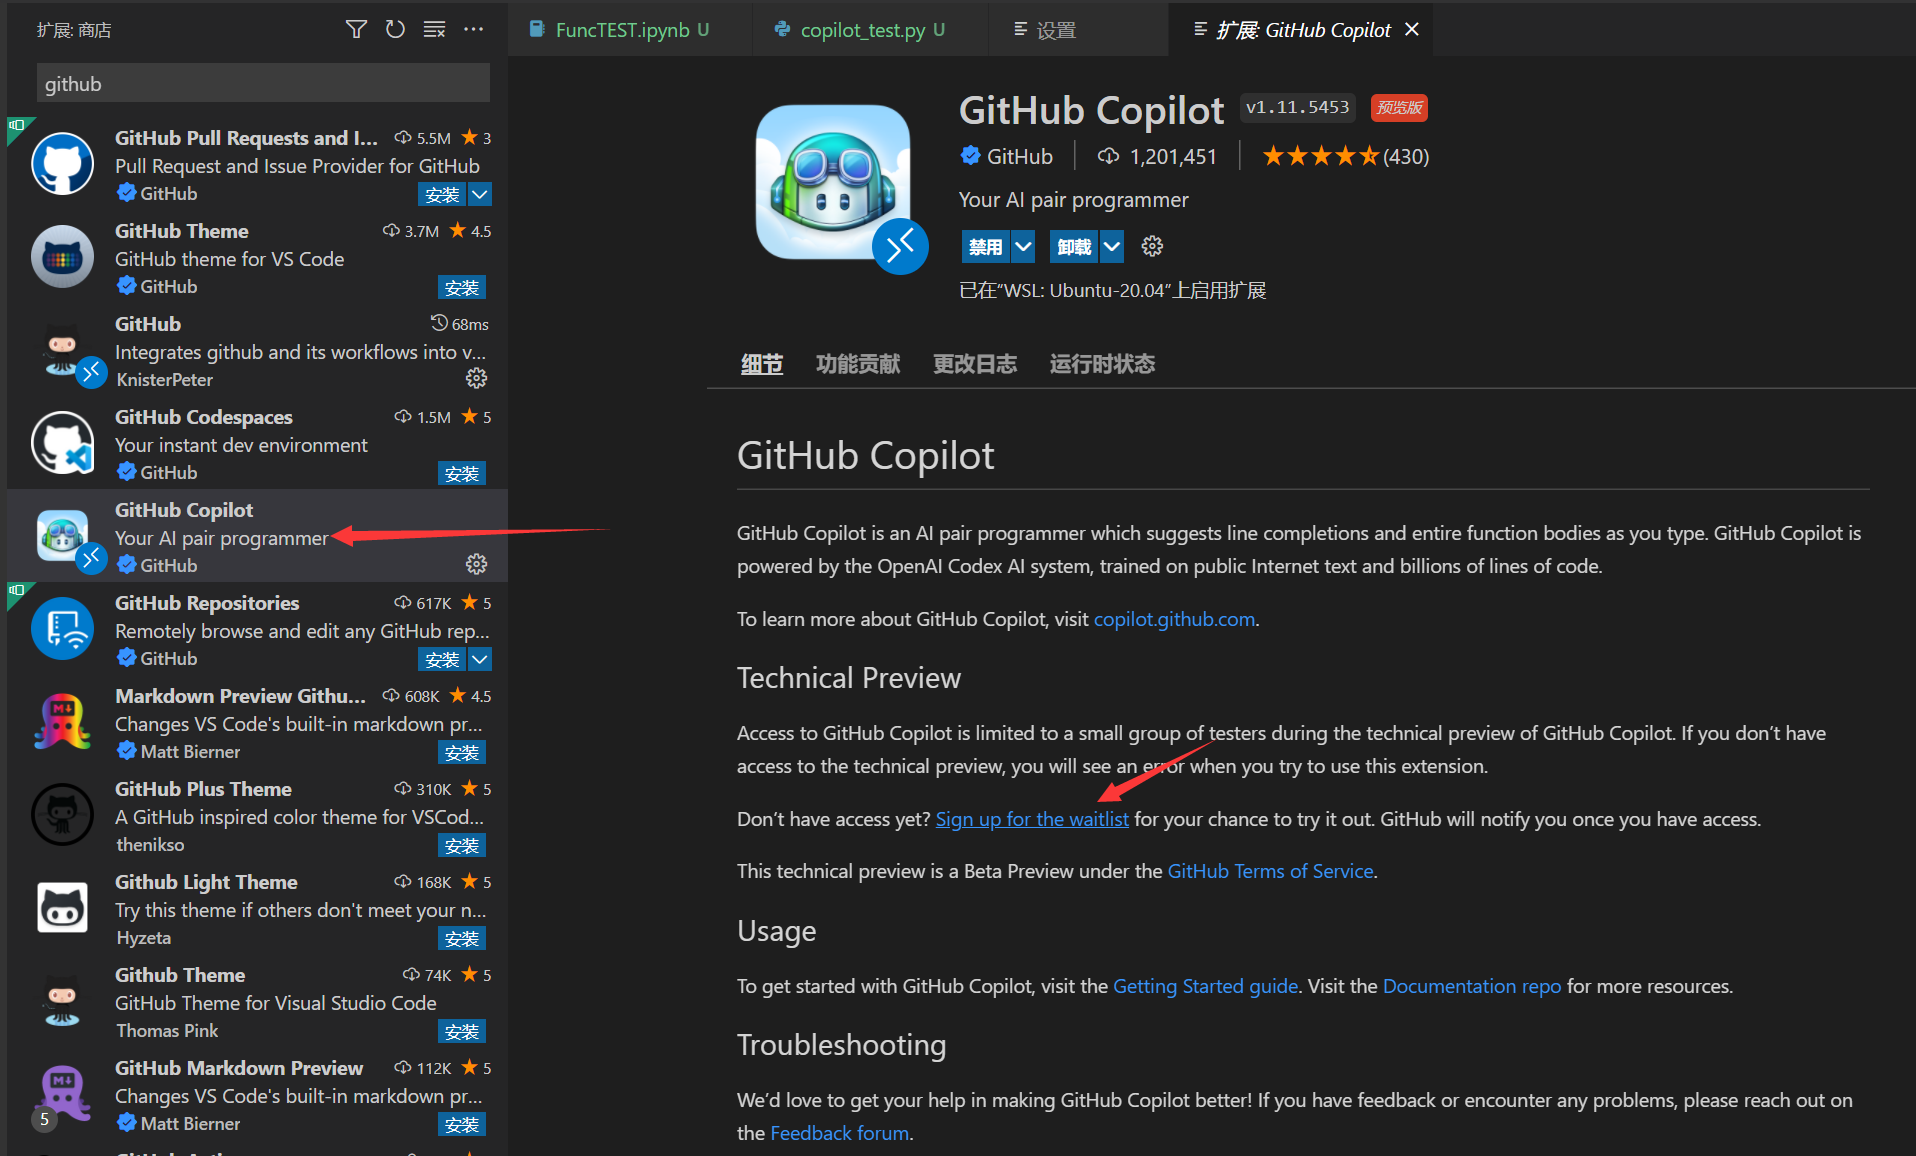 扩展: 商店
github
GitHub Pull Requests and I... 5.5M 3
Pull Request and Issue Provider for GitHub
GitHub 安装
GitHub Theme 3.7M 4.5
GitHub theme for VS Code
GitHub 安装
GitHub 68ms
Integrates github and its workflows into v...
KnisterPeter
GitHub Codespaces 1.5M 5
Your instant dev environment
GitHub 安装
GitHub Copilot
Your AI pair programmer
GitHub
GitHub Repositories 617K 5
Remotely browse and edit any GitHub rep...
GitHub 安装
Markdown Preview Githu... 608K 4.5
Changes VS Code's built-in markdown pr...
Matt Bierner 安装
GitHub Plus Theme 310K 5
A GitHub inspired color theme for VSCod...
thenikso 安装
Github Light Theme 168K 5
Try this theme if others don't meet your n...
Hyzeta 安装
Github Theme 74K 5
GitHub Theme for Visual Studio Code
Thomas Pink 安装
GitHub Markdown Preview 112K 5
Changes VS Code's built-in markdown pr...
5 Matt Bierner 安装
FuncTEST.ipynb U copilot_test.py U 设置 扩展: GitHub Copilot
GitHub Copilot v1.11.5453 预览版
GitHub 1,201,451 (430)
Your AI pair programmer
禁用 卸载
已在“WSL: Ubuntu-20.04”上启用扩展
细节 功能贡献 更改日志 运行时状态
GitHub Copilot
GitHub Copilot is an AI pair programmer which suggests line completions and entire function bodies as you type. GitHub Copilot is
powered by the OpenAI Codex AI system, trained on public Internet text and billions of lines of code.
To learn more about GitHub Copilot, visit copilot.github.com.
Technical Preview
Access to GitHub Copilot is limited to a small group of testers during the technical preview of GitHub Copilot. If you don’t have
access to the technical preview, you will see an error when you try to use this extension.
Don’t have access yet? Sign up for the waitlist for your chance to try it out. GitHub will notify you once you have access.
This technical preview is a Beta Preview under the GitHub Terms of Service.
Usage
To get started with GitHub Copilot, visit the Getting Started guide. Visit the Documentation repo for more resources.
Troubleshooting
We’d love to get your help in making GitHub Copilot better! If you have feedback or encounter any problems, please reach out on
the Feedback forum.